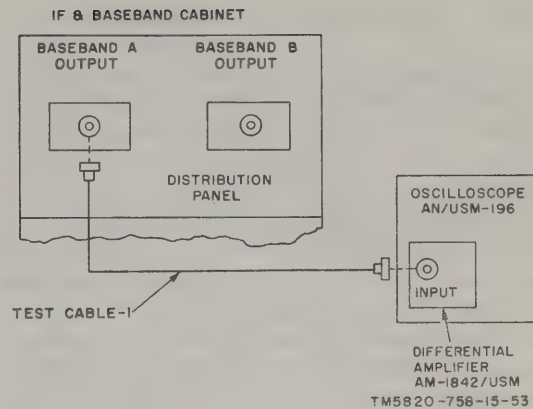 IF & BASEBAND CABINET
BASEBAND A
OUTPUT
BASEBAND B
OUTPUT
DISTRIBUTION
PANEL
OSCILLOSCOPE
AN/USM-196
INPUT
TEST CABLE-1
DIFFERENTIAL
AMPLIFIER
AM-1842/USM
TM5820-758-15-53